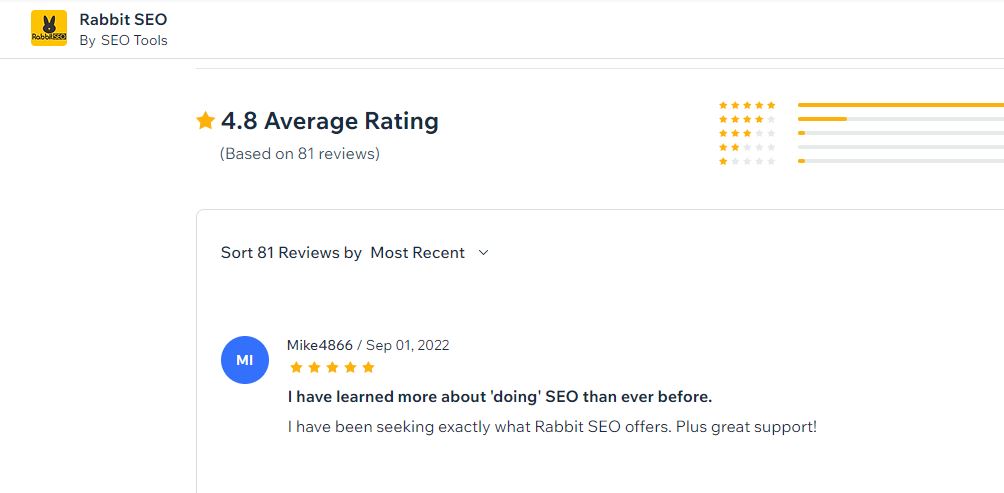 RabbitSEO
Rabbit SEO
By SEO Tools
4.8 Average Rating
(Based on 81 reviews)
Sort 81 Reviews by Most Recent
MI
Mike4866 / Sep 01, 2022
I have learned more about 'doing' SEO than ever before.
I have been seeking exactly what Rabbit SEO offers. Plus great support!